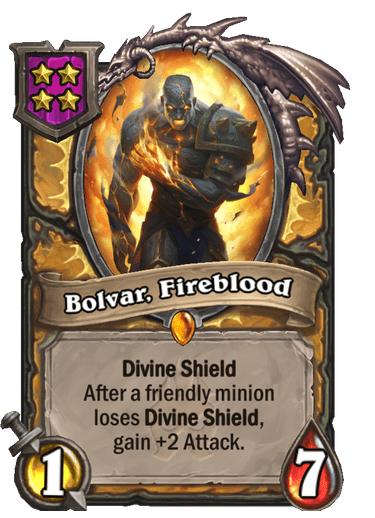 Bolvar, Fireblood
Divine Shield
After a friendly minion
loses Divine Shield,
gain +2 Attack.
1
7